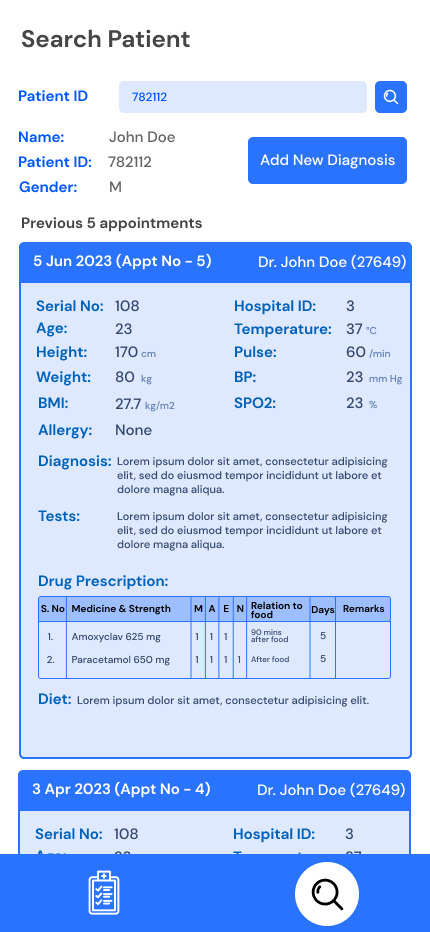 Search Patient
Patient ID 782112
Name: John Doe
Patient ID: 782112
Gender: M
Add New Diagnosis
Previous 5 appointments
5 Jun 2023 (Appt No - 5) Dr. John Doe (27649)
Serial No: 108 Hospital ID: 3
Age: 23 Temperature: 37 °C
Height: 170 cm Pulse: 60 /min
Weight: 80 kg BP: 23 mm Hg
BMI: 27.7 kg/m2 SPO2: 23 %
Allergy: None
Diagnosis: Lorem ipsum dolor sit amet, consectetur adipisicing
elit, sed do eiusmod tempor incididunt ut labore et
dolore magna aliqua.
Tests: Lorem ipsum dolor sit amet, consectetur adipisicing
elit, sed do eiusmod tempor incididunt ut labore et
dolore magna aliqua.
Drug Prescription:
S. No Medicine & Strength M A E N Relation to food Days Remarks
1. Amoxyclav 625 mg 1 1 1 90 mins after food 5
2. Paracetamol 650 mg 1 1 1 1 After food 5
Diet: Lorem ipsum dolor sit amet, consectetur adipisicing elit.
3 Apr 2023 (Appt No - 4) Dr. John Doe (27649)
Serial No: 108 Hospital ID: 3